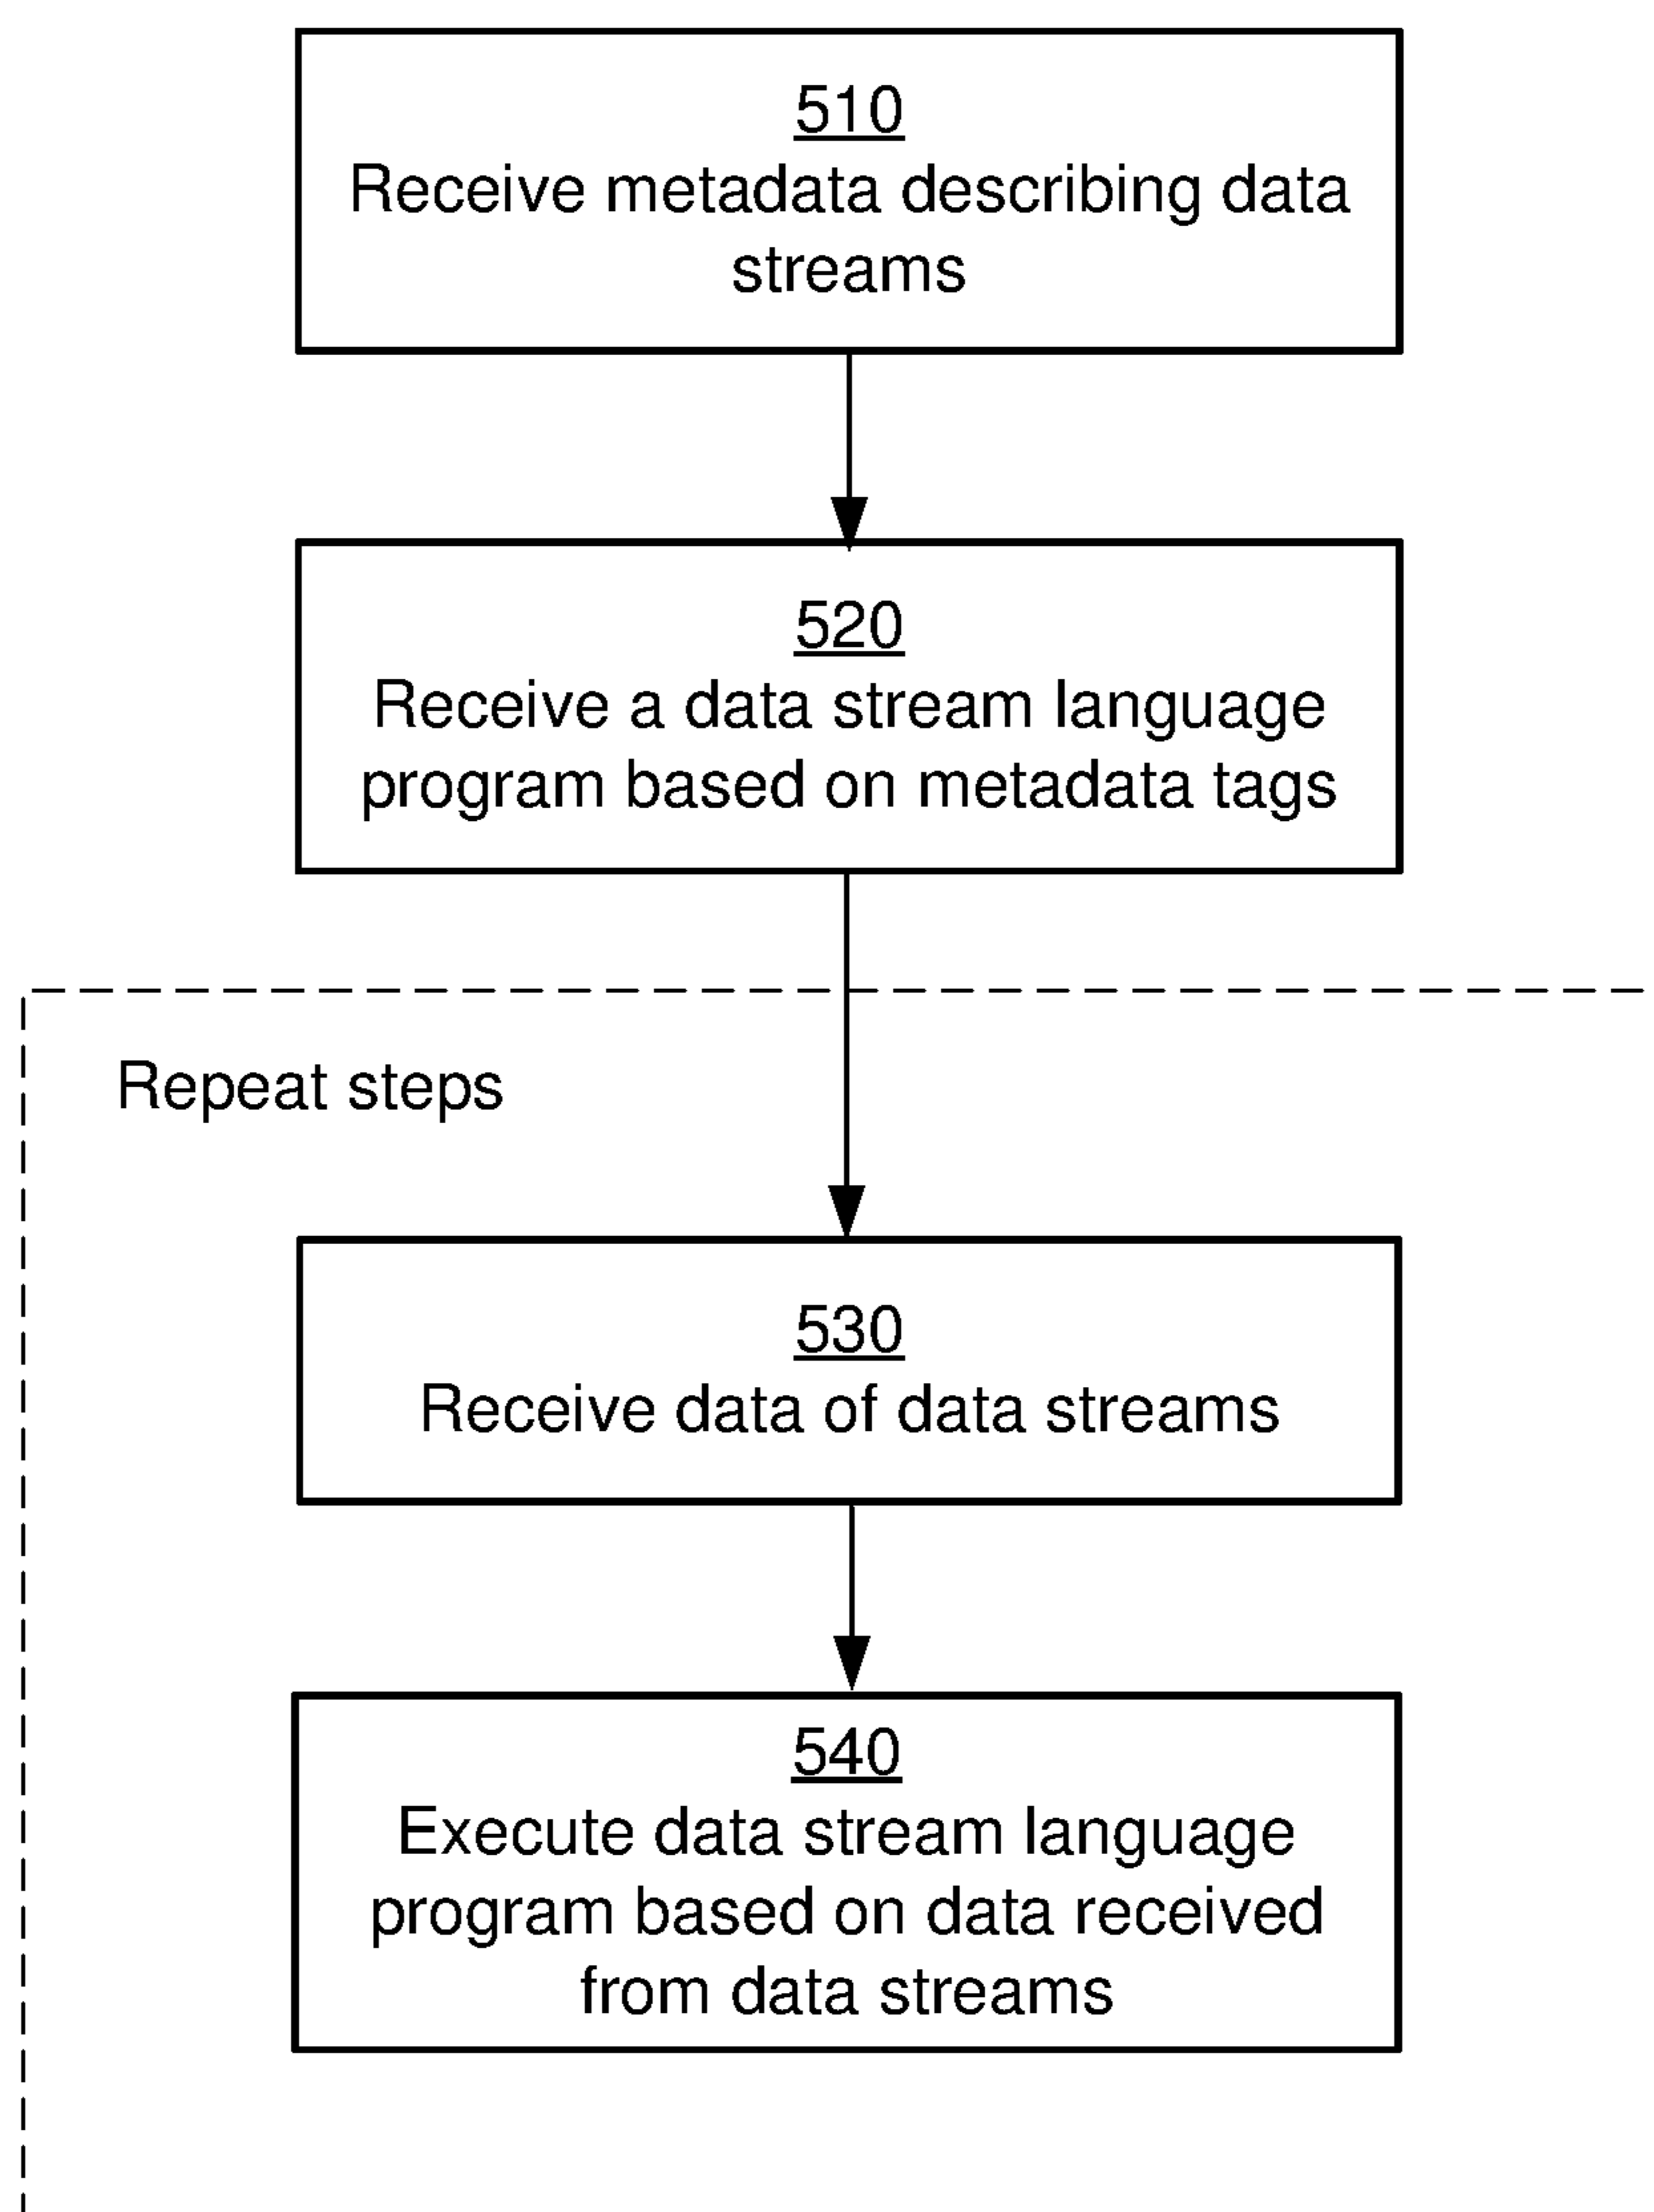 510
Receive metadata describing data
streams
520
Receive a data stream language
program based on metadata tags
Repeat steps
530
Receive data of data streams
540
Execute data stream language
program based on data received
from data streams